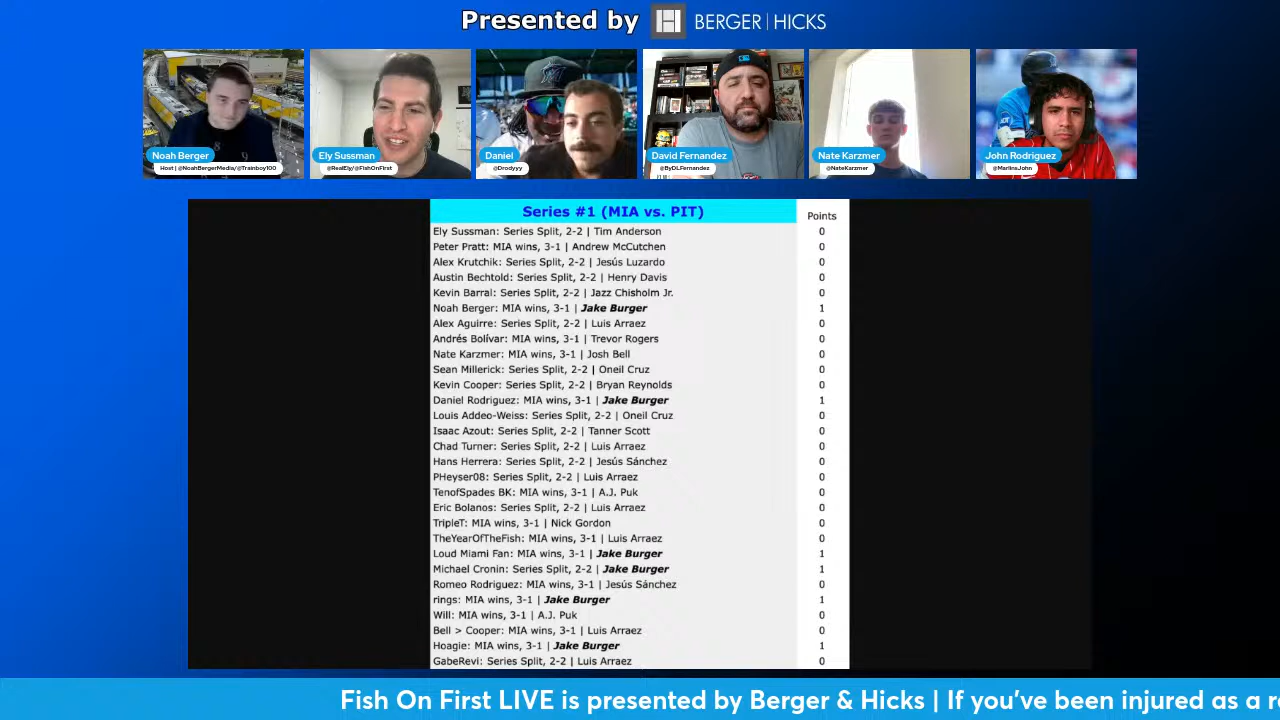 Presented by BERGER | HICKS
Noah Berger
Host | @NoahBergerMedia/@Trainboy100
Ely Sussman
@RealEly/@FishOnFirst
Daniel
@Drodyyy
David Fernandez
@ByDLFernandez
Nate Karzmer
@NateKarzmer
John Rodriguez
@MarlinsJohn
Series #1 (MIA vs. PIT) Points
Ely Sussman: Series Split, 2-2 | Tim Anderson 0
Peter Pratt: MIA wins, 3-1 | Andrew McCutchen 0
Alex Krutchik: Series Split, 2-2 | Jesús Luzardo 0
Austin Bechtold: Series Split, 2-2 | Henry Davis 0
Kevin Barral: Series Split, 2-2 | Jazz Chisholm Jr. 0
Noah Berger: MIA wins, 3-1 | Jake Burger 1
Alex Aguirre: Series Split, 2-2 | Luis Arraez 0
Andrés Bolívar: MIA wins, 3-1 | Trevor Rogers 0
Nate Karzmer: MIA wins, 3-1 | Josh Bell 0
Sean Millerick: Series Split, 2-2 | Oneil Cruz 0
Kevin Cooper: Series Split, 2-2 | Bryan Reynolds 0
Daniel Rodriguez: MIA wins, 3-1 | Jake Burger 1
Louis Addeo-Weiss: Series Split, 2-2 | Oneil Cruz 0
Isaac Azout: Series Split, 2-2 | Tanner Scott 0
Chad Turner: Series Split, 2-2 | Luis Arraez 0
Hans Herrera: Series Split, 2-2 | Jesús Sánchez 0
PHeyser08: Series Split, 2-2 | Luis Arraez 0
TenofSpades BK: MIA wins, 3-1 | A.J. Puk 0
Eric Bolanos: Series Split, 2-2 | Luis Arraez 0
TripleT: MIA wins, 3-1 | Nick Gordon 0
TheYearOfTheFish: MIA wins, 3-1 | Luis Arraez 0
Loud Miami Fan: MIA wins, 3-1 | Jake Burger 1
Michael Cronin: Series Split, 2-2 | Jake Burger 1
Romeo Rodriguez: MIA wins, 3-1 | Jesús Sánchez 0
rings: MIA wins, 3-1 | Jake Burger 1
Will: MIA wins, 3-1 | A.J. Puk 0
Bell > Cooper: MIA wins, 3-1 | Luis Arraez 0
Hoagie: MIA wins, 3-1 | Jake Burger 1
GabeRevi: Series Split, 2-2 | Luis Arraez 0
Fish On First LIVE is presented by Berger & Hicks | If you've been injured as a r